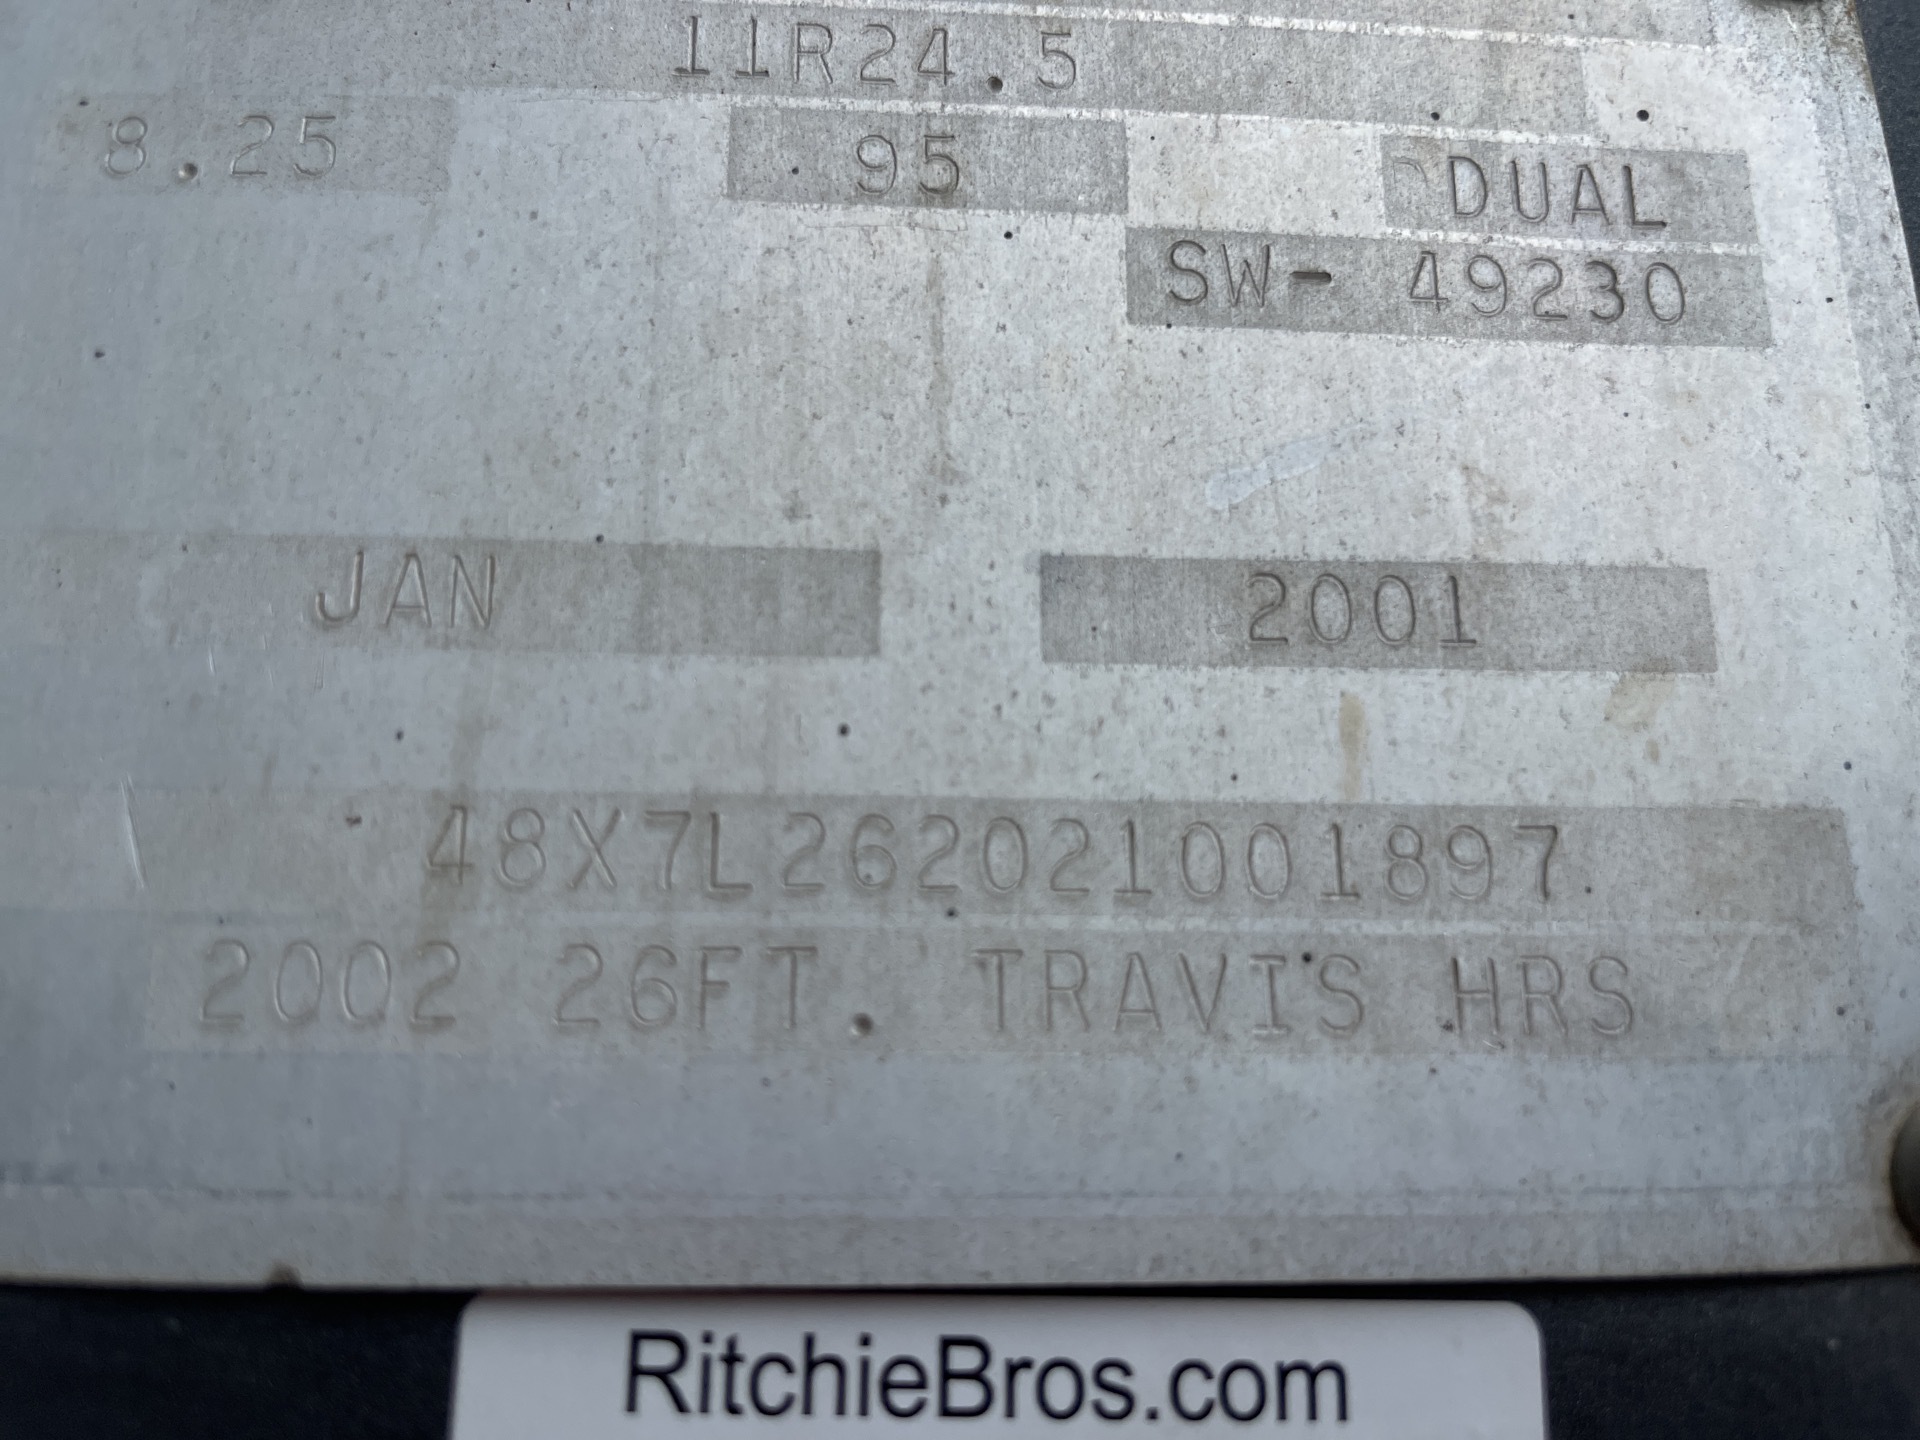 11R24.5
8.25 95 DUAL
SW- 49230
JAN 2001
48X7L262021001897
2002 26FT. TRAVIS HRS
RitchieBros.com